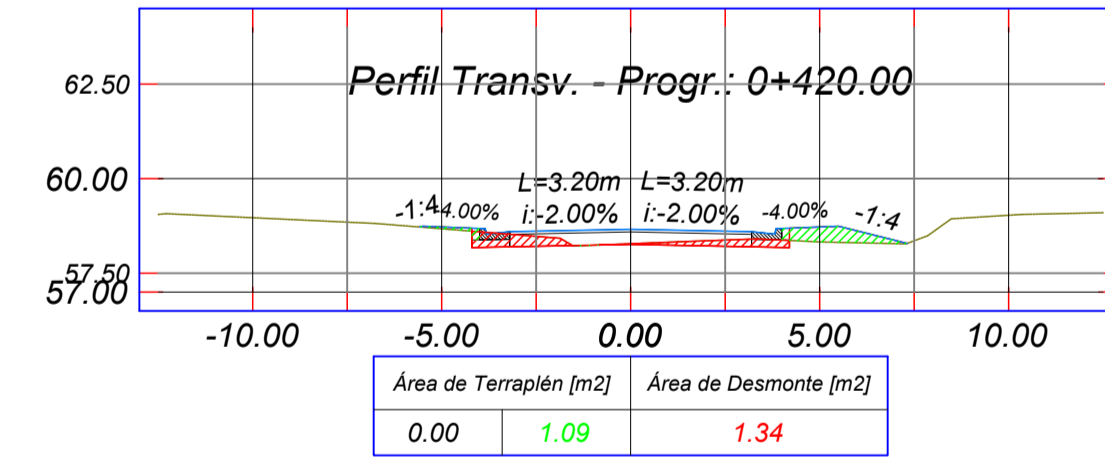 Perfil Transv. - Progr.: 0+420.00
62.50
60.00
57.50
57.00
L=3.20m L=3.20m
-1:4 -4.00% i:-2.00% i:-2.00% -4.00% -1:4
-10.00 -5.00 0.00 5.00 10.00
Área de Terraplén [m2] Área de Desmonte [m2]
0.00 1.09 1.34